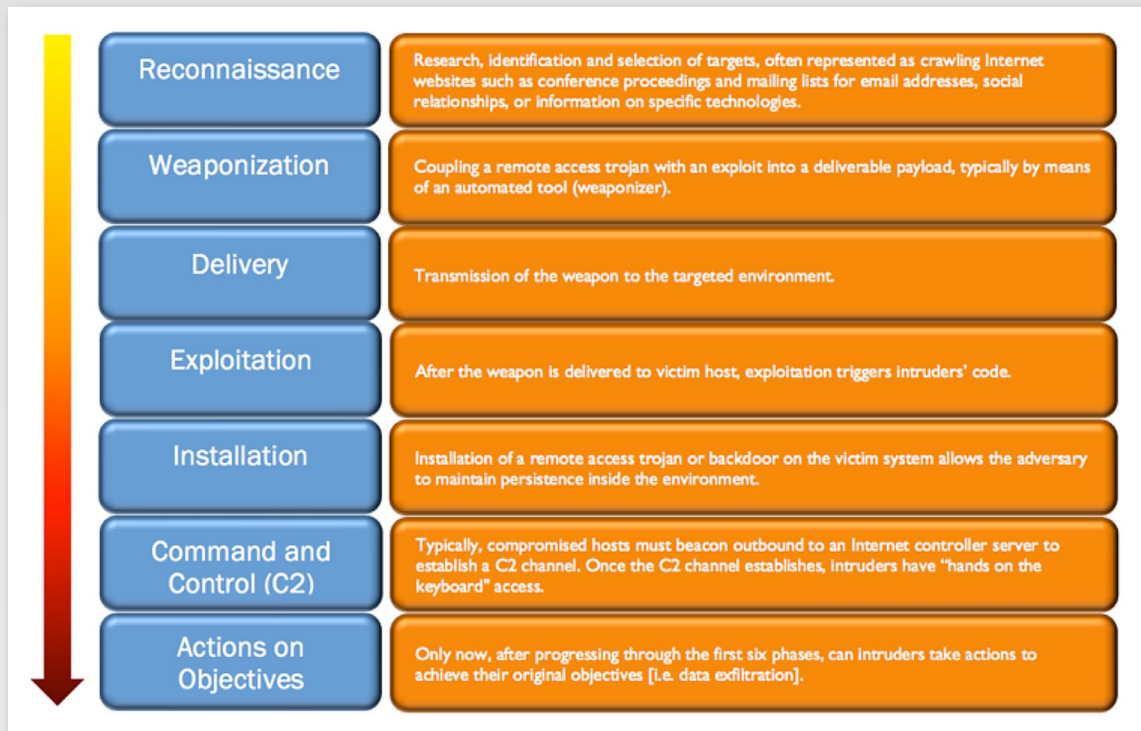 Reconnaissance
Research, identification and selection of targets, often represented as crawling Internet
websites such as conference proceedings and mailing lists for email addresses, social
relationships, or information on specific technologies.
Weaponization
Coupling a remote access trojan with an exploit into a deliverable payload, typically by means
of an automated tool (weaponizer).
Delivery
Transmission of the weapon to the targeted environment.
Exploitation
After the weapon is delivered to victim host, exploitation triggers intruders’ code.
Installation
Installation of a remote access trojan or backdoor on the victim system allows the adversary
to maintain persistence inside the environment.
Command and
Control (C2)
Typically, compromised hosts must beacon outbound to an Internet controller server to
establish a C2 channel. Once the C2 channel establishes, intruders have “hands on the
keyboard” access.
Actions on
Objectives
Only now, after progressing through the first six phases, can intruders take actions to
achieve their original objectives [i.e. data exfiltration].